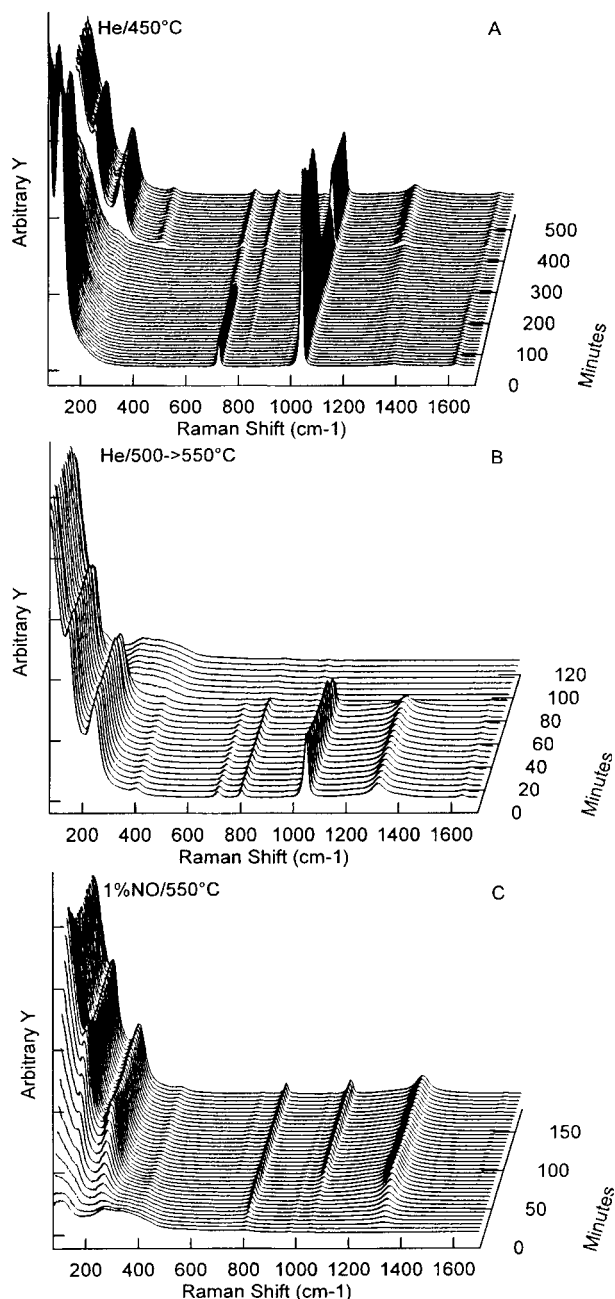 He/450°C
A
Arbitrary Y
500
400
300
200
100
0
Minutes
200 400 600 800 1000 1200 1400 1600
Raman Shift (cm-1)
He/500->550°C
B
Arbitrary Y
120
100
80
60
40
20
0
Minutes
200 400 600 800 1000 1200 1400 1600
Raman Shift (cm-1)
1%NO/550°C
C
Arbitrary Y
150
100
50
0
Minutes
200 400 600 800 1000 1200 1400 1600
Raman Shift (cm-1)